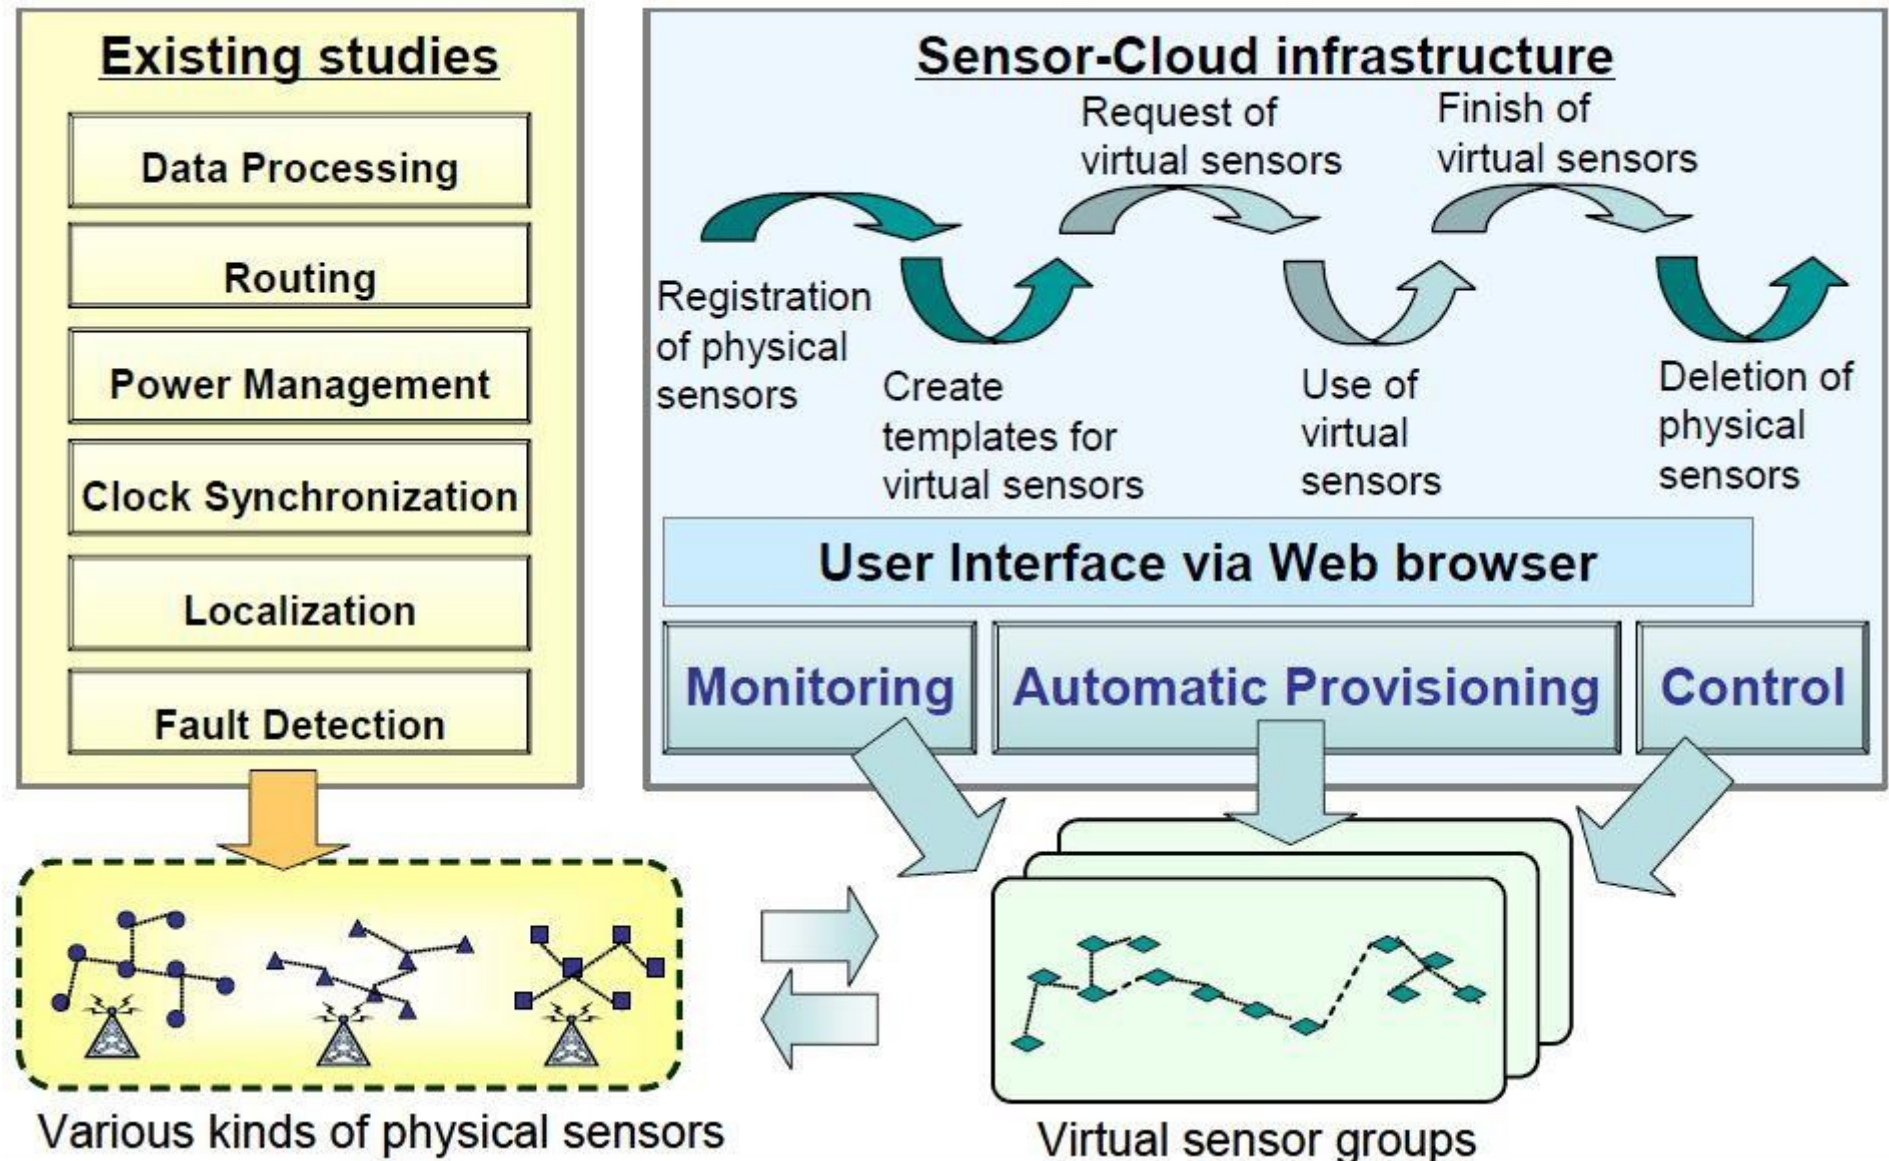 Existing studies
Data Processing
Routing
Power Management
Clock Synchronization
Localization
Fault Detection
Various kinds of physical sensors
Sensor-Cloud infrastructure
Registration
of physical
sensors
Create
templates for
virtual sensors
Request of
virtual sensors
Use of
virtual
sensors
Finish of
virtual sensors
Deletion of
physical
sensors
User Interface via Web browser
Monitoring
Automatic Provisioning
Control
Virtual sensor groups